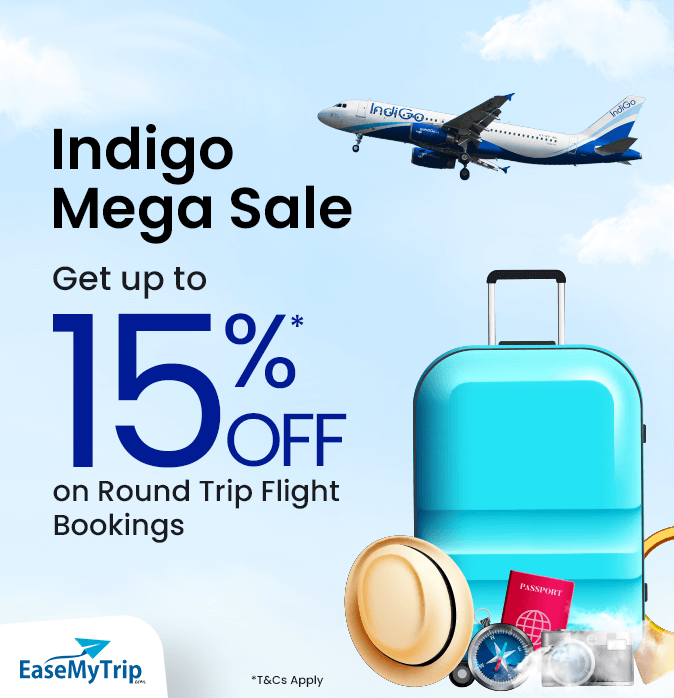 IndiGo
IndiGo
Indigo
Mega Sale
Get up to
15%*
OFF
on Round Trip Flight
Bookings
PASSPORT
EaseMyTrip
.com
*T&Cs Apply